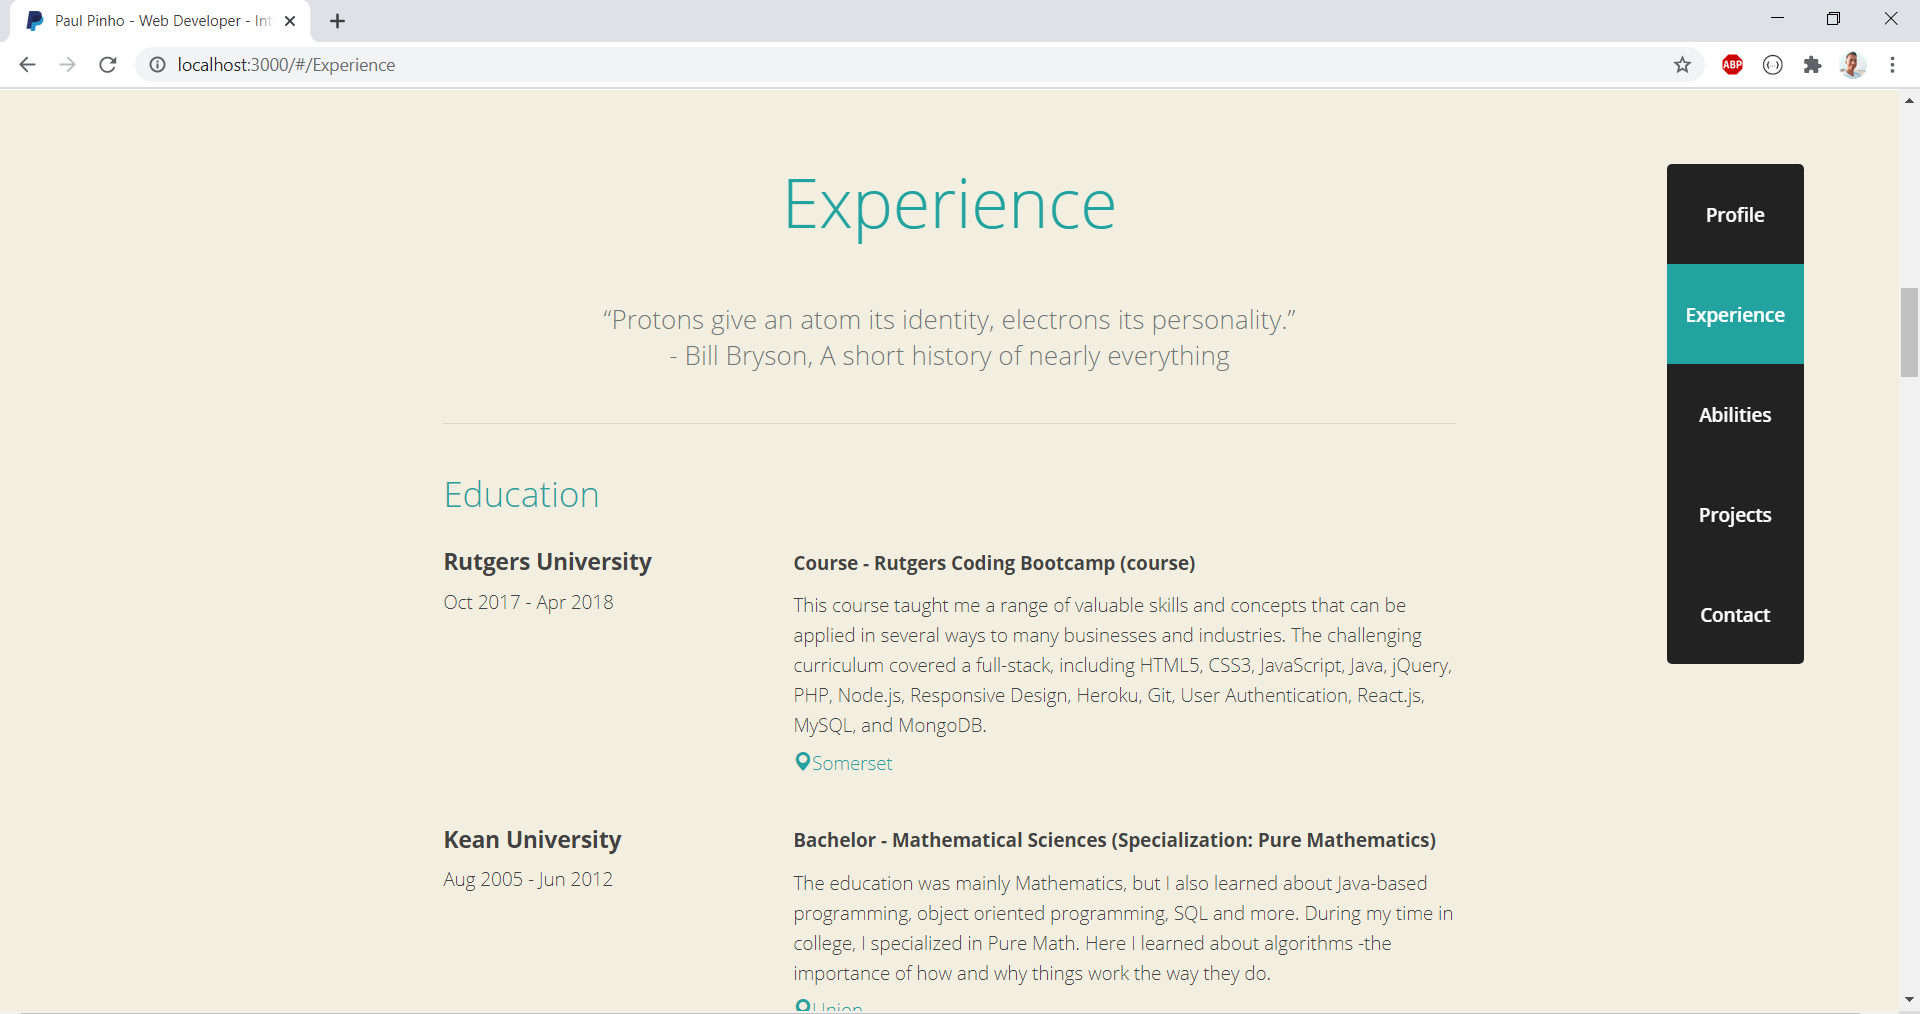 Paul Pinho - Web Developer - Int
localhost:3000/#/Experience
ABP
Experience
“Protons give an atom its identity, electrons its personality.”
- Bill Bryson, A short history of nearly everything
Profile
Experience
Abilities
Projects
Contact
Education
Rutgers University
Oct 2017 - Apr 2018
Course - Rutgers Coding Bootcamp (course)
This course taught me a range of valuable skills and concepts that can be
applied in several ways to many businesses and industries. The challenging
curriculum covered a full-stack, including HTML5, CSS3, JavaScript, Java, jQuery,
PHP, Node.js, Responsive Design, Heroku, Git, User Authentication, React.js,
MySQL, and MongoDB.
Somerset
Kean University
Aug 2005 - Jun 2012
Bachelor - Mathematical Sciences (Specialization: Pure Mathematics)
The education was mainly Mathematics, but I also learned about Java-based
programming, object oriented programming, SQL and more. During my time in
college, I specialized in Pure Math. Here I learned about algorithms -the
importance of how and why things work the way they do.
Union